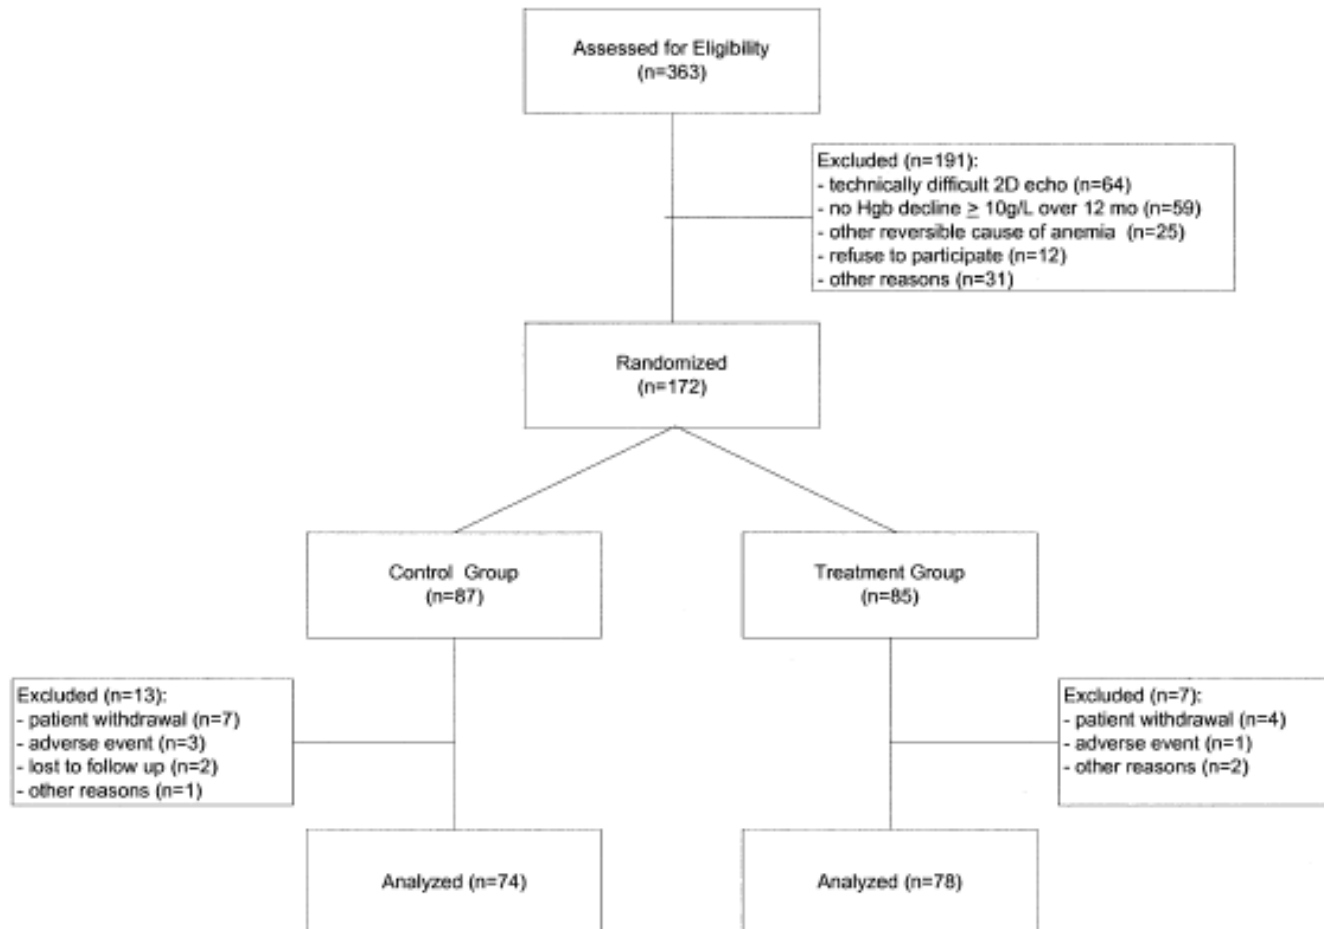 Assessed for Eligibility
(n=363)
Excluded (n=191):
- technically difficult 2D echo (n=64)
- no Hgb decline ≥ 10g/L over 12 mo (n=59)
- other reversible cause of anemia (n=25)
- refuse to participate (n=12)
- other reasons (n=31)
Randomized
(n=172)
Control Group
(n=87)
Treatment Group
(n=85)
Excluded (n=13):
- patient withdrawal (n=7)
- adverse event (n=3)
- lost to follow up (n=2)
- other reasons (n=1)
Excluded (n=7):
- patient withdrawal (n=4)
- adverse event (n=1)
- other reasons (n=2)
Analyzed (n=74)
Analyzed (n=78)